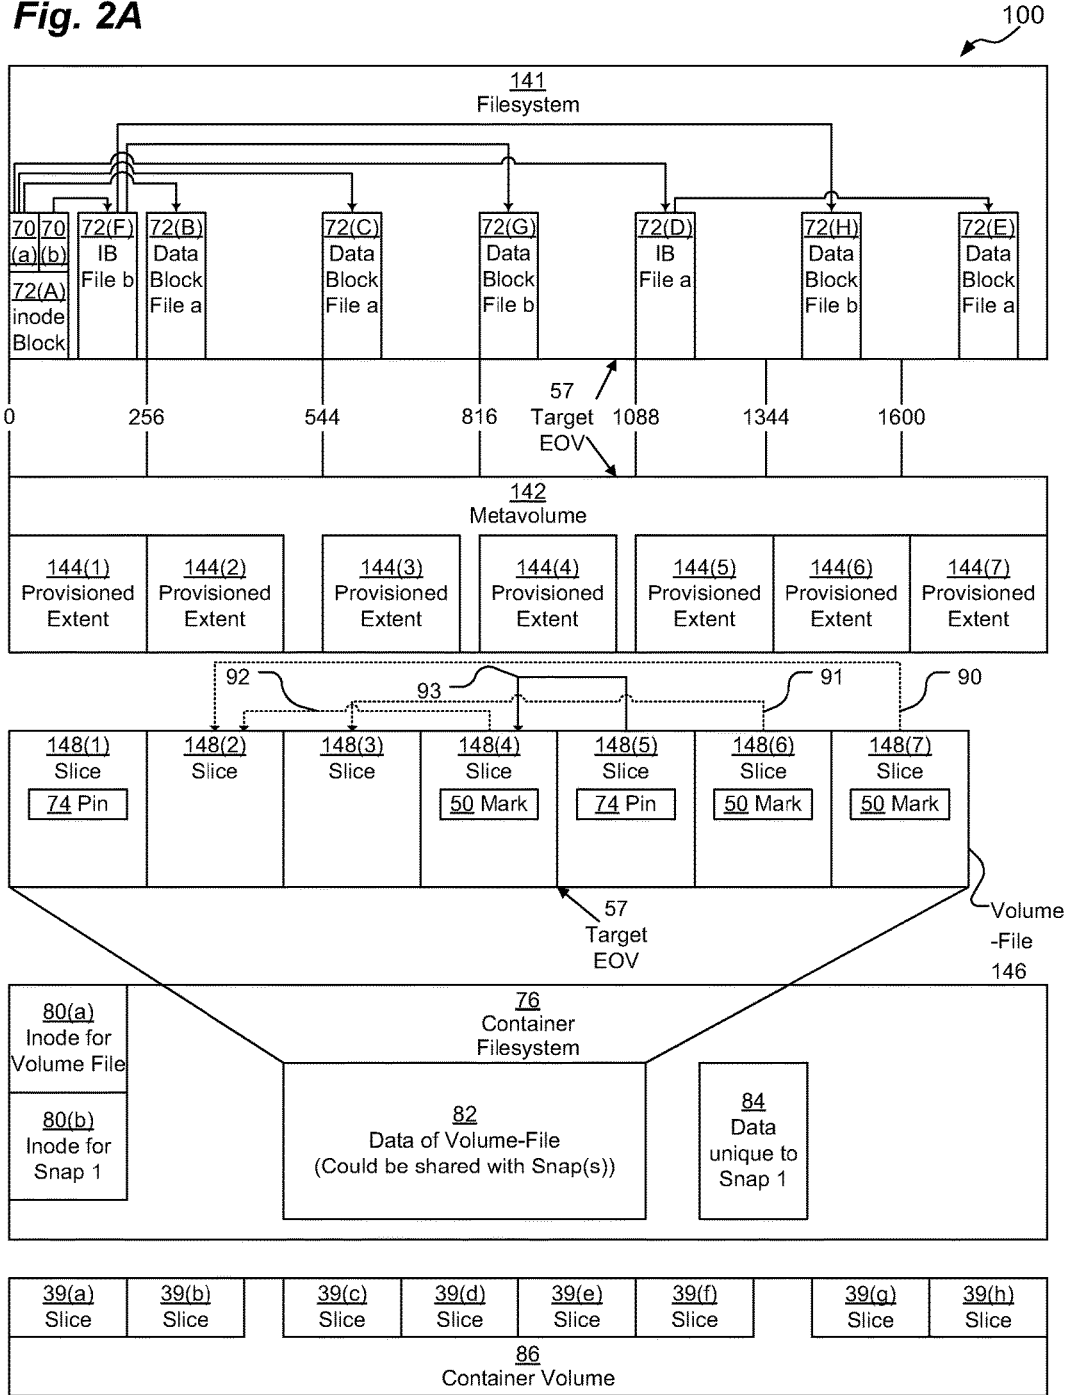 Fig. 2A
100
141
Filesystem
70 70 72(F) 72(B) 72(C) 72(G) 72(D) 72(H) 72(E)
(a) (b) IB Data Data Data IB Data Data
File b Block Block Block File a Block Block
72(A) File a File a File b File b File a
inode
Block
57
0 256 544 816 Target 1088 1344 1600
EOV
142
Metavolume
144(1) 144(2) 144(3) 144(4) 144(5) 144(6) 144(7)
Provisioned Provisioned Provisioned Provisioned Provisioned Provisioned Provisioned
Extent Extent Extent Extent Extent Extent Extent
92 93 91 90
148(1) 148(2) 148(3) 148(4) 148(5) 148(6) 148(7)
Slice Slice Slice Slice Slice Slice Slice
74 Pin 50 Mark 74 Pin 50 Mark 50 Mark
57
Target
EOV
Volume
-File
146
80(a)
Inode for
Volume File
76
Container
Filesystem
80(b)
Inode for
Snap 1
82
Data of Volume-File
(Could be shared with Snap(s))
84
Data
unique to
Snap 1
39(a) 39(b) 39(c) 39(d) 39(e) 39(f) 39(g) 39(h)
Slice Slice Slice Slice Slice Slice Slice Slice
86
Container Volume